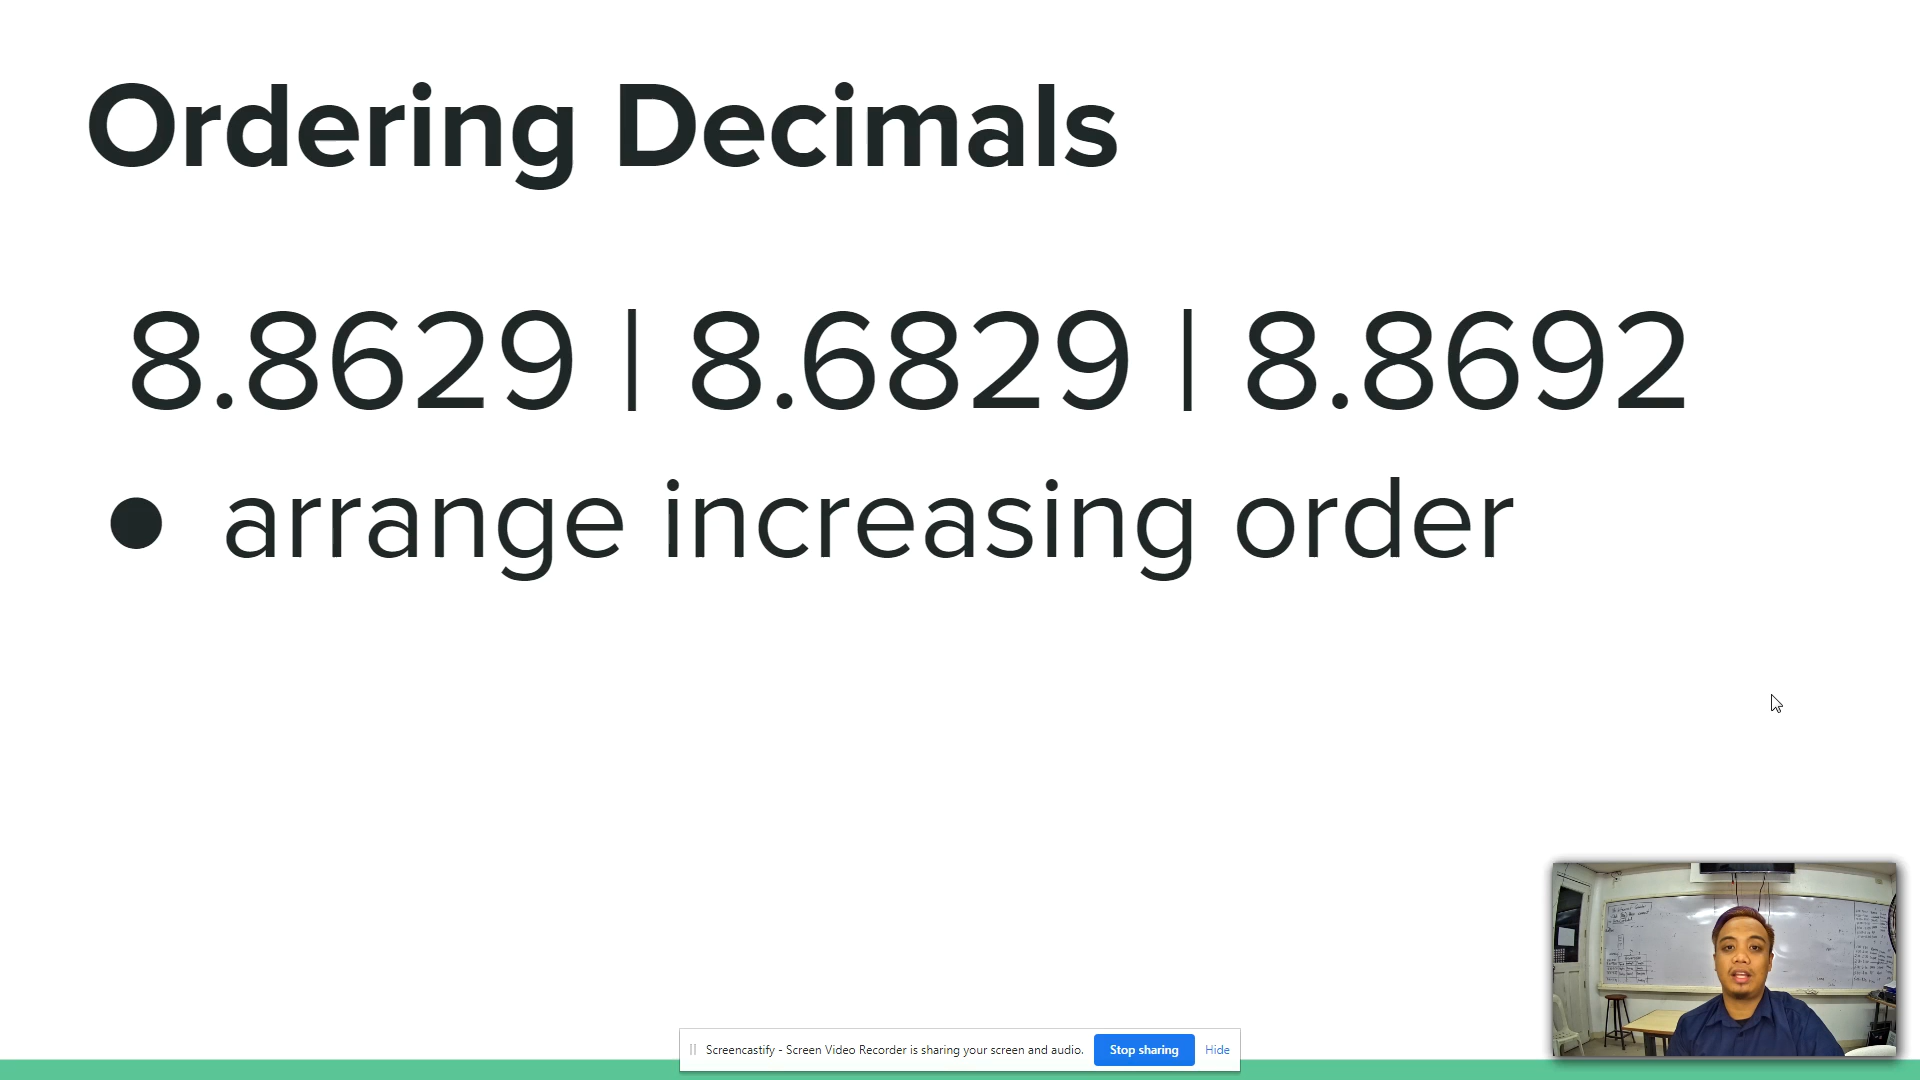 Ordering Decimals
8.8629 | 8.6829 | 8.8692
● arrange increasing order
Screencastify - Screen Video Recorder is sharing your screen and audio. Stop sharing Hide